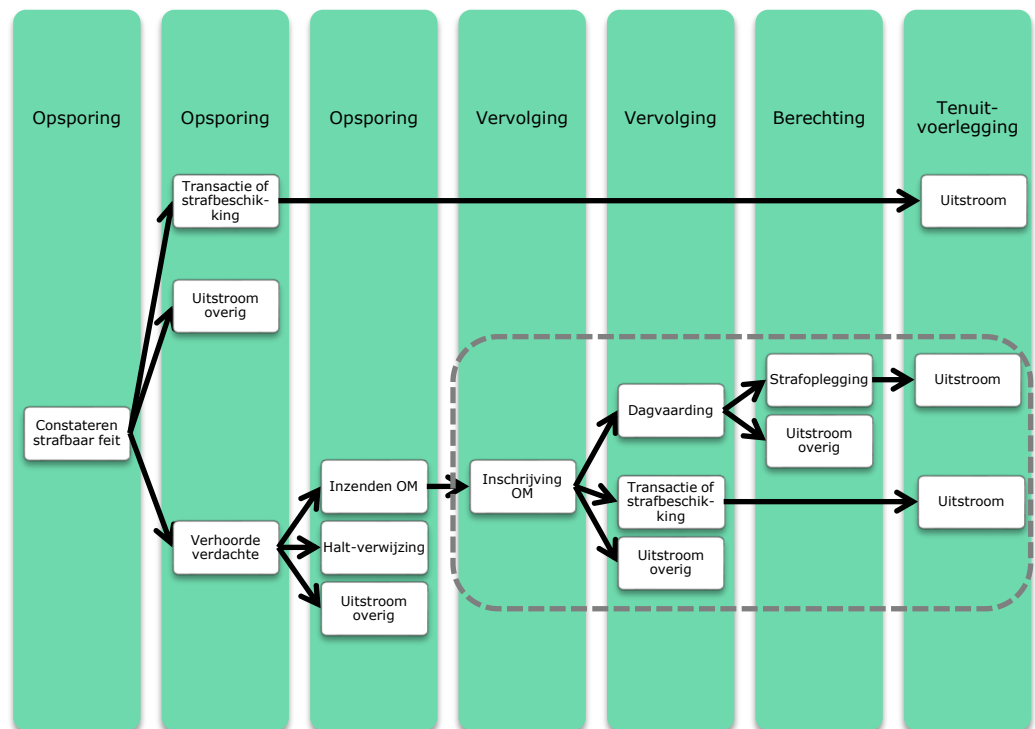 Opsporing
Opsporing
Opsporing
Vervolging
Vervolging
Berechting
Tenuit-
voerlegging
Transactie of
strafbeschik-
king
Uitstroom
Uitstroom
overig
Constateren
strafbaar feit
Verhoorde
verdachte
Inzenden OM
Halt-verwijzing
Uitstroom
overig
Inschrijving
OM
Dagvaarding
Transactie of
strafbeschik-
king
Uitstroom
overig
Strafoplegging
Uitstroom
overig
Uitstroom
Uitstroom